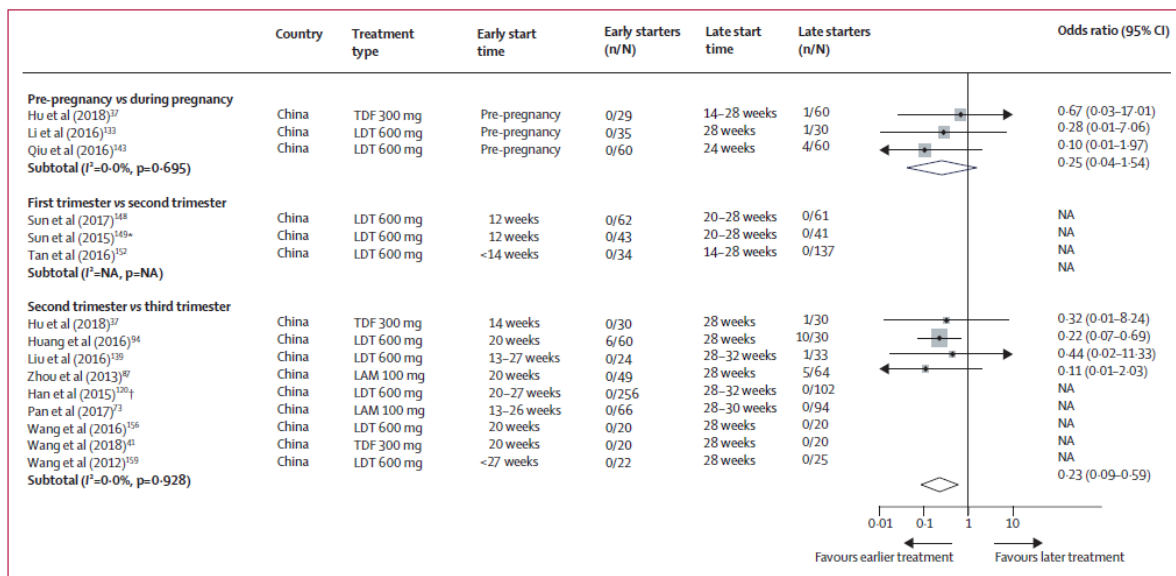 Country Treatment type Early start time Early starters (n/N) Late start time Late starters (n/N) Odds ratio (95% CI)
Pre-pregnancy vs during pregnancy
Hu et al (2018)³⁷ China TDF 300 mg Pre-pregnancy 0/29 14–28 weeks 1/60 0·67 (0·03–17·01)
Li et al (2016)¹³³ China LDT 600 mg Pre-pregnancy 0/35 28 weeks 1/30 0·28 (0·01–7·06)
Qiu et al (2016)¹⁴³ China LDT 600 mg Pre-pregnancy 0/60 24 weeks 4/60 0·10 (0·01–1·97)
Subtotal (I²=0·0%, p=0·695) 0·25 (0·04–1·54)
First trimester vs second trimester
Sun et al (2017)¹⁴⁸ China LDT 600 mg 12 weeks 0/62 20–28 weeks 0/61 NA
Sun et al (2015)¹⁴⁹* China LDT 600 mg 12 weeks 0/43 20–28 weeks 0/41 NA
Tan et al (2016)¹⁵² China LDT 600 mg <14 weeks 0/34 14–28 weeks 0/137 NA
Subtotal (I²=NA, p=NA) NA
Second trimester vs third trimester
Hu et al (2018)³⁷ China TDF 300 mg 14 weeks 0/30 28 weeks 1/30 0·32 (0·01–8·24)
Huang et al (2016)⁹⁴ China LDT 600 mg 20 weeks 6/60 28 weeks 10/30 0·22 (0·07–0·69)
Liu et al (2016)¹³⁹ China LDT 600 mg 13–27 weeks 0/24 28–32 weeks 1/33 0·44 (0·02–11·33)
Zhou et al (2013)⁸⁷ China LAM 100 mg 20 weeks 0/49 28 weeks 5/64 0·11 (0·01–2·03)
Han et al (2015)¹²⁰† China LDT 600 mg 20–27 weeks 0/256 28–32 weeks 0/102 NA
Pan et al (2017)⁷³ China LAM 100 mg 13–26 weeks 0/66 28–30 weeks 0/94 NA
Wang et al (2016)¹⁵⁶ China LDT 600 mg 20 weeks 0/20 28 weeks 0/20 NA
Wang et al (2018)⁴¹ China TDF 300 mg 20 weeks 0/20 28 weeks 0/20 NA
Wang et al (2012)¹⁵⁹ China LDT 600 mg <27 weeks 0/22 28 weeks 0/25 NA
Subtotal (I²=0·0%, p=0·928) 0·23 (0·09–0·59)
0·01 0·1 1 10
Favours earlier treatment Favours later treatment